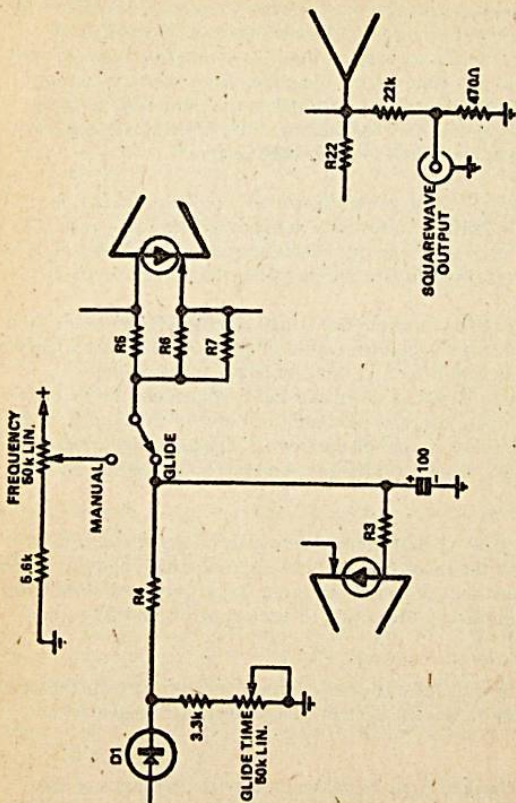 FREQUENCY
50k LIN.
5.6k
+
MANUAL
GLIDE
R4
R5
R6
R7
D1
3.3k
GLIDE TIME
50k LIN.
R3
+
-
100
R22
22k
470Ω
SQUAREWAVE
OUTPUT